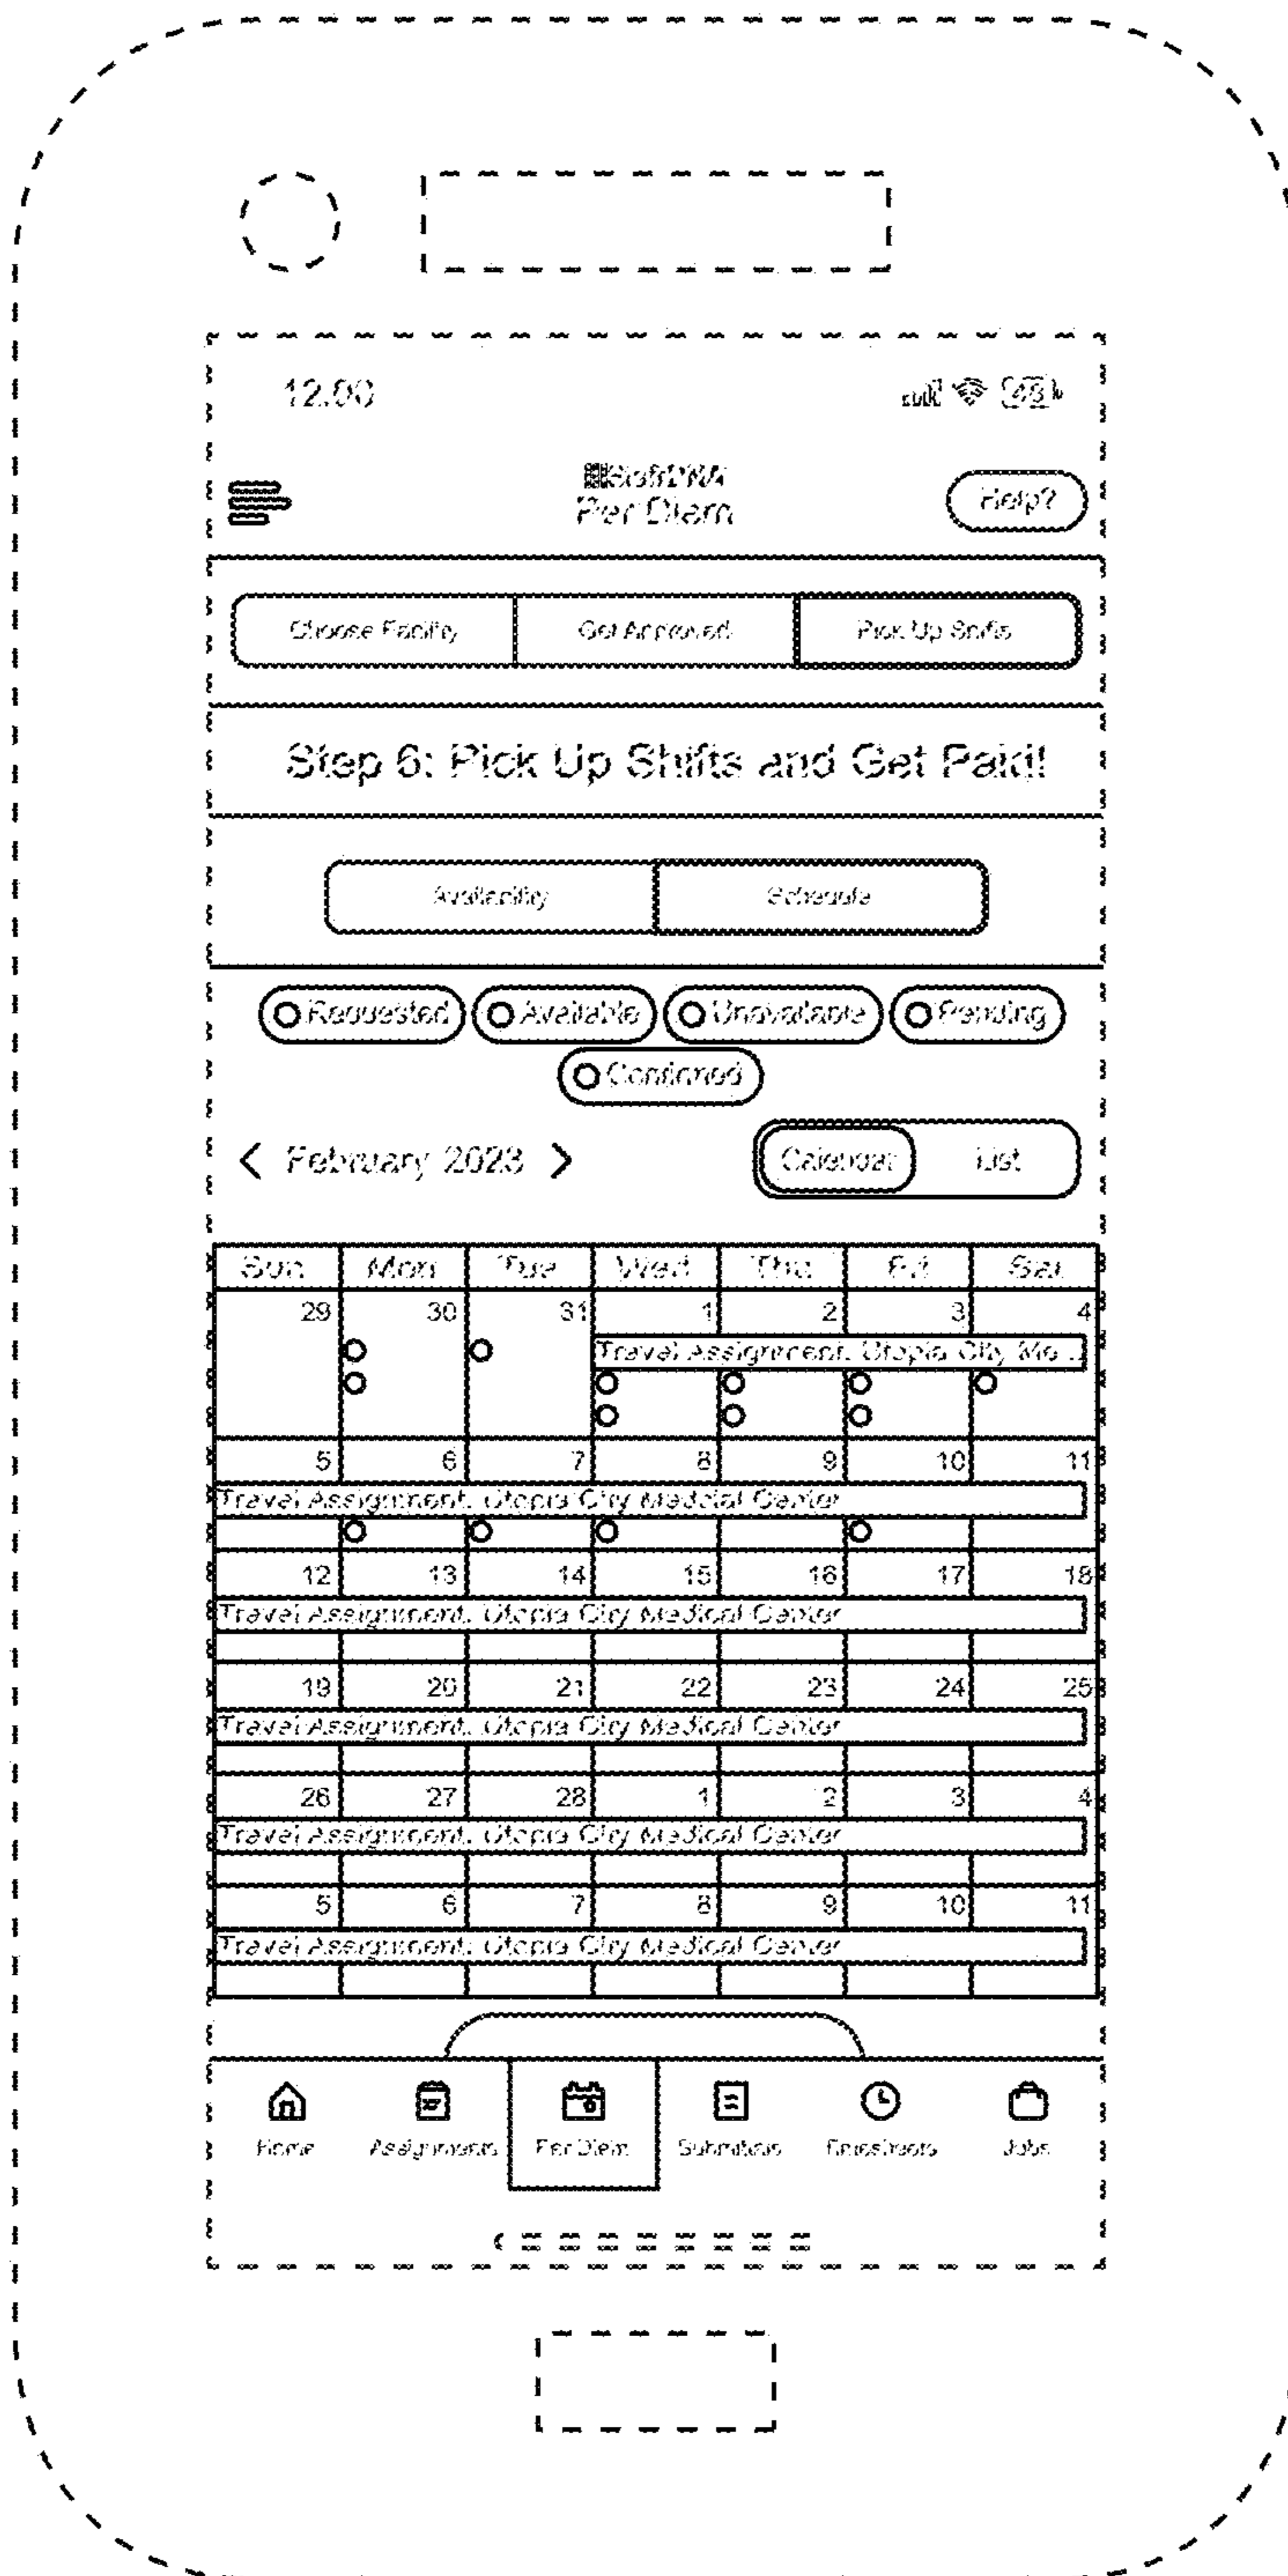 12:00
Per Diem
Help?
Choose Facility Get Approved Pick Up Shifts
Step 6: Pick Up Shifts and Get Paid!
Availability Schedule
Requested Available Unavailable Pending
Confirmed
February 2023 Calendar List
Sun Mon Tue Wed Thu Fri Sat
29 30 31 1 2 3 4
Travel Assignment. Utopia City Me...
5 6 7 8 9 10 11
Travel Assignment. Utopia City Medical Center
12 13 14 15 16 17 18
Travel Assignment. Utopia City Medical Center
19 20 21 22 23 24 25
Travel Assignment. Utopia City Medical Center
26 27 28 1 2 3 4
Travel Assignment. Utopia City Medical Center
5 6 7 8 9 10 11
Travel Assignment. Utopia City Medical Center
Home Assignments Per Diem Submittals Timesheets Jobs